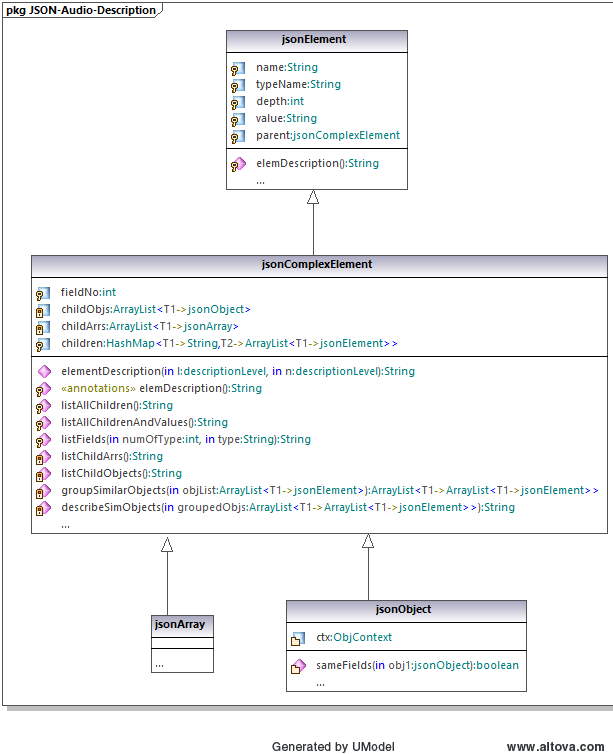 pkg JSON-Audio-Description
jsonElement
name:String
typeName:String
depth:int
value:String
parent:jsonComplexElement
elemDescription():String
...
jsonComplexElement
fieldNo:int
childObjs:ArrayList<T1->jsonObject>
childArrs:ArrayList<T1->jsonArray>
children:HashMap<T1->String,T2->ArrayList<T1->jsonElement>>
elementDescription(in l:descriptionLevel, in n:descriptionLevel):String
«annotations» elemDescription():String
listAllChildren():String
listAllChildrenAndValues():String
listFields(in numOfType:int, in type:String):String
listChildArrs():String
listChildObjects():String
groupSimilarObjects(in objList:ArrayList<T1->jsonElement>):ArrayList<T1->ArrayList<T1->jsonElement>>
describeSimObjects(in groupedObjs:ArrayList<T1->ArrayList<T1->jsonElement>>):String
...
jsonArray
...
jsonObject
ctx:ObjContext
sameFields(in obj1:jsonObject):boolean
...
Generated by UModel
www.altova.com